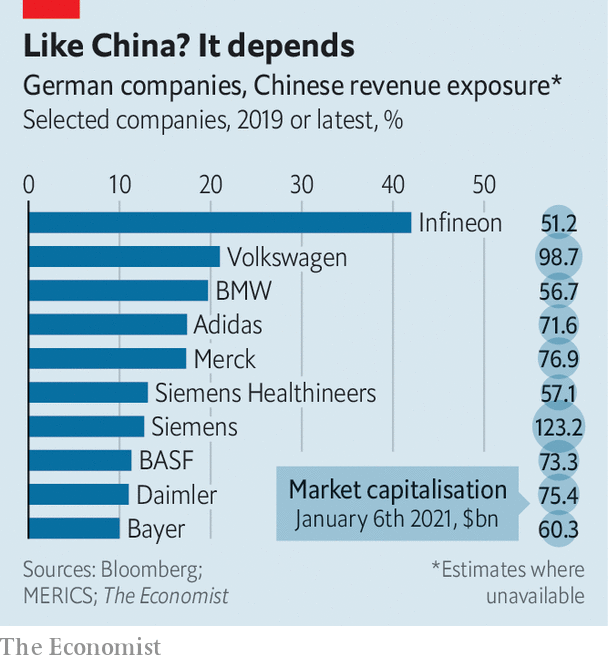 Like China? It depends
German companies, Chinese revenue exposure*
Selected companies, 2019 or latest, %
0 10 20 30 40 50
Infineon 51.2
Volkswagen 98.7
BMW 56.7
Adidas 71.6
Merck 76.9
Siemens Healthineers 57.1
Siemens 123.2
BASF 73.3
Daimler 75.4
Bayer 60.3
Market capitalisation
January 6th 2021, $bn
Sources: Bloomberg;
MERICS; The Economist
*Estimates where
unavailable
The Economist